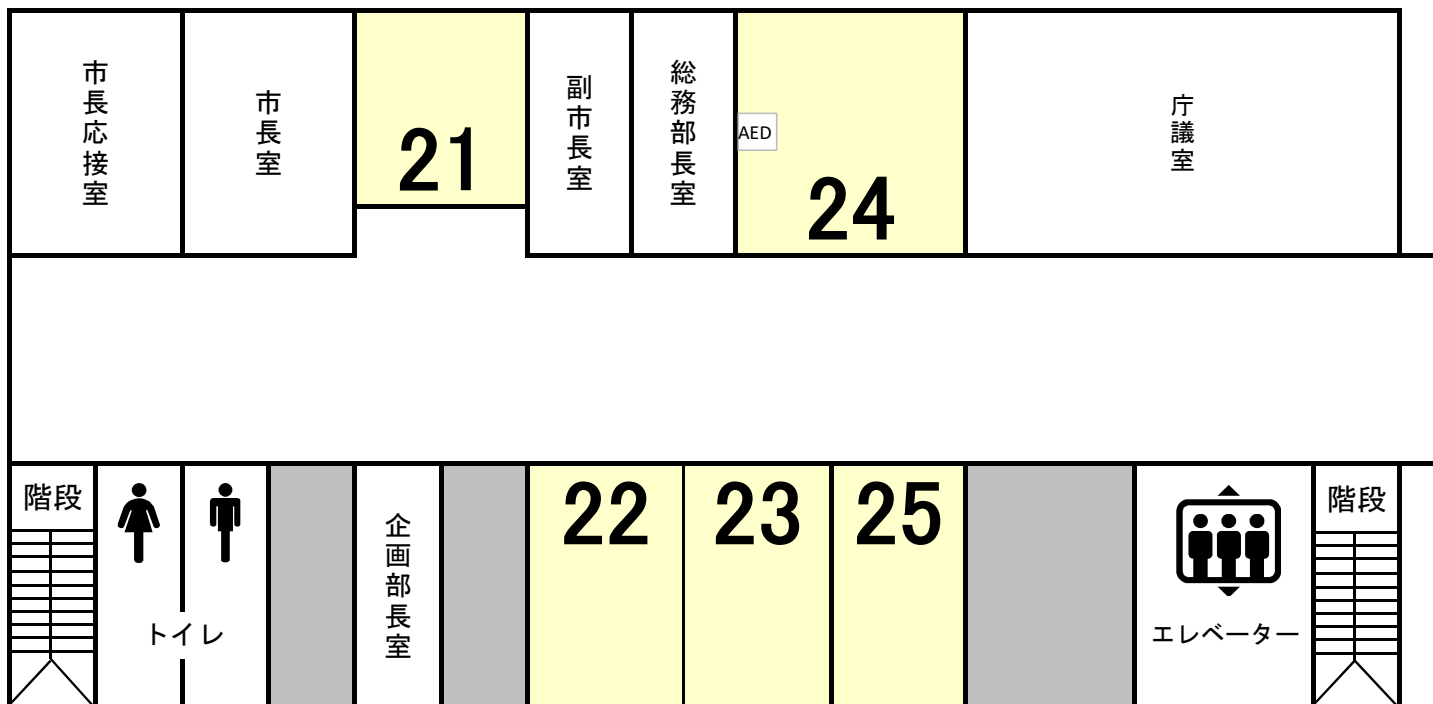 市長応接室
市長室
21
副市長室
総務部長室
AED
24
庁議室
階段
トイレ
企画部長室
22
23
25
エレベーター
階段